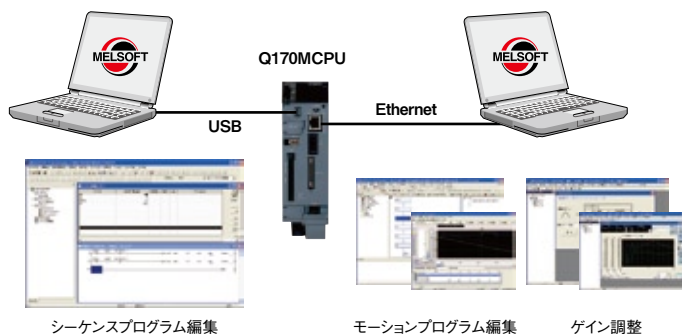 MELSOFT
Q170MCPU
MELSOFT
USB
Ethernet
シーケンスプログラム編集
モーションプログラム編集
ゲイン調整